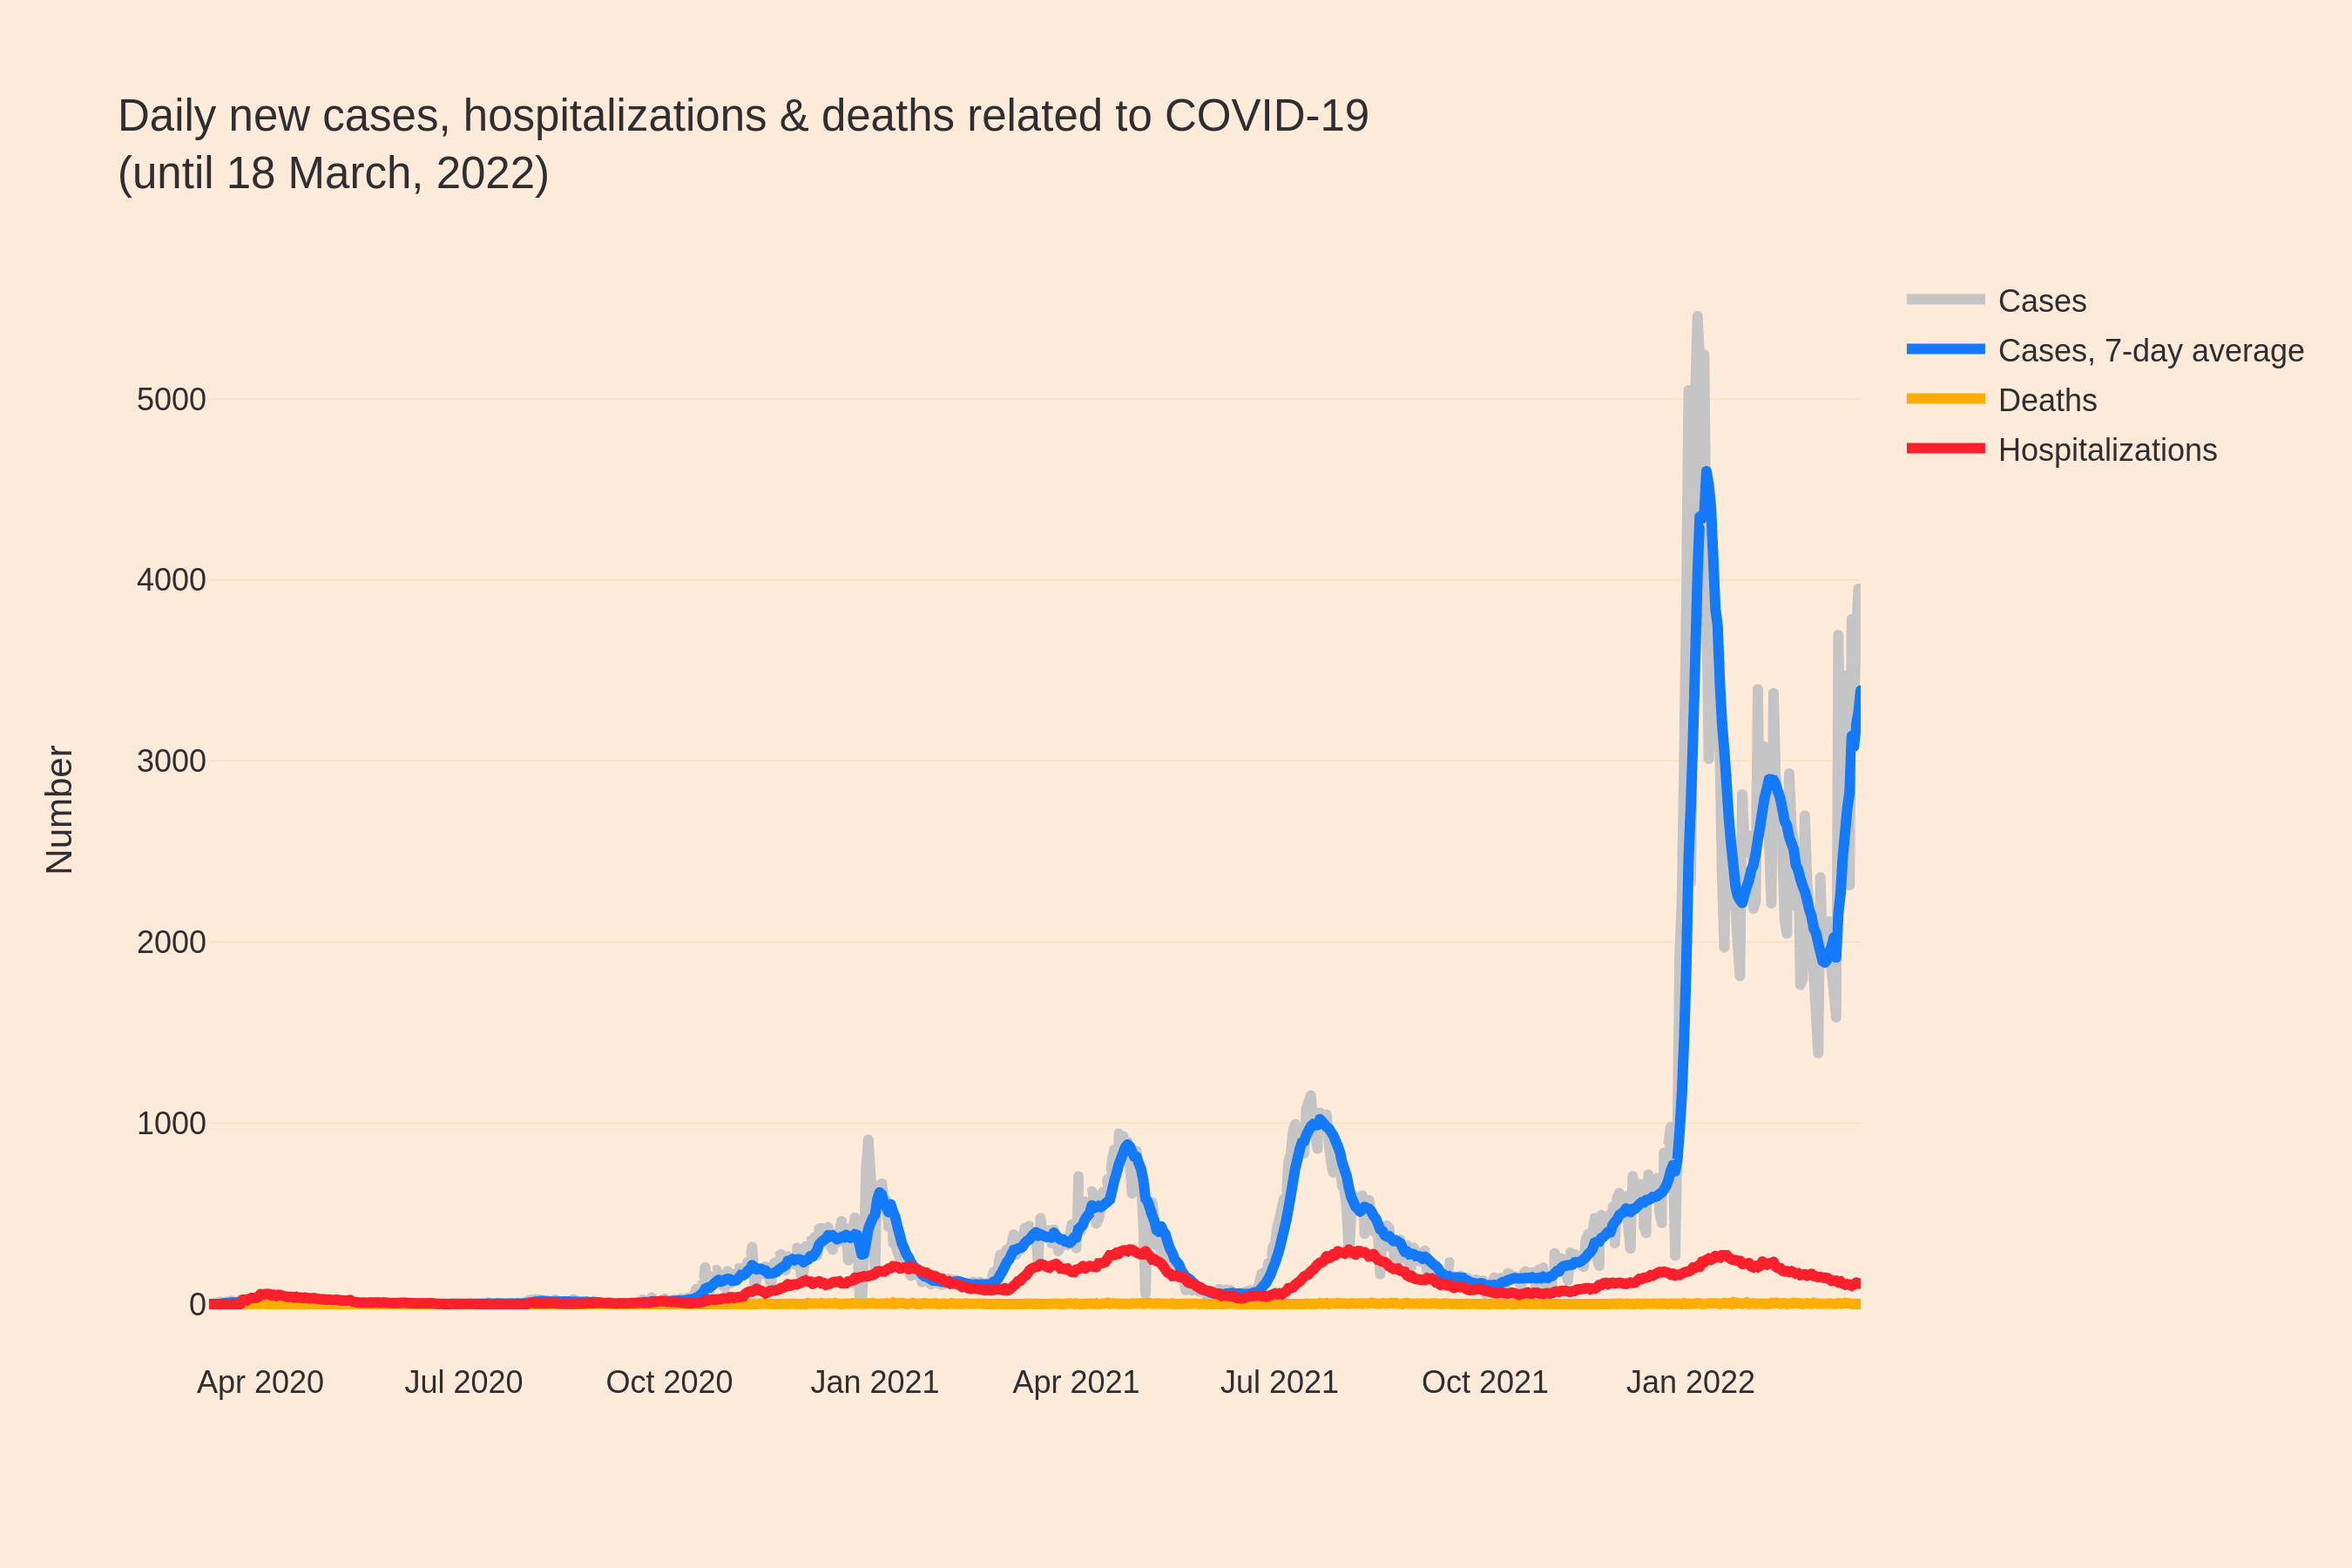 Daily new cases, hospitalizations & deaths related to COVID-19
(until 18 March, 2022)
Cases
Cases, 7-day average
Deaths
Hospitalizations
Number
5000
4000
3000
2000
1000
0
Apr 2020
Jul 2020
Oct 2020
Jan 2021
Apr 2021
Jul 2021
Oct 2021
Jan 2022